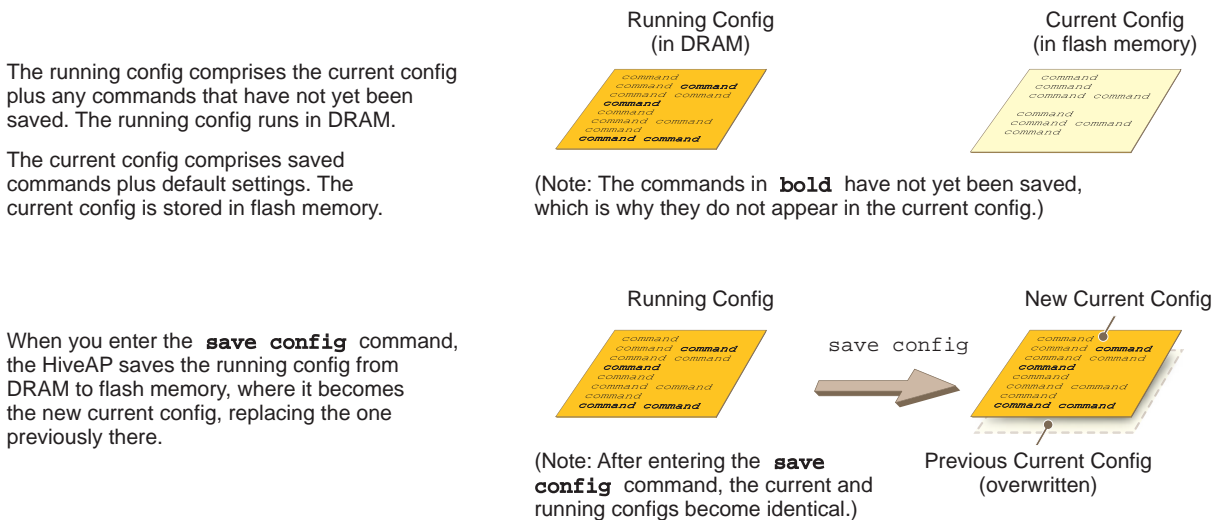 Running Config
(in DRAM)
Current Config
(in flash memory)
The running config comprises the current config
plus any commands that have not yet been
saved. The running config runs in DRAM.
The current config comprises saved
commands plus default settings. The
current config is stored in flash memory.
command
command command
command command
command
command
command command
command
command command
command
command
command command
command
command command
command
(Note: The commands in bold have not yet been saved,
which is why they do not appear in the current config.)
When you enter the save config command,
the HiveAP saves the running config from
DRAM to flash memory, where it becomes
the new current config, replacing the one
previously there.
Running Config
command
command command
command command
command
command
command command
command
command command
save config
New Current Config
command
command command
command command
command
command
command command
command
command command
(Note: After entering the save
config command, the current and
running configs become identical.)
Previous Current Config
(overwritten)